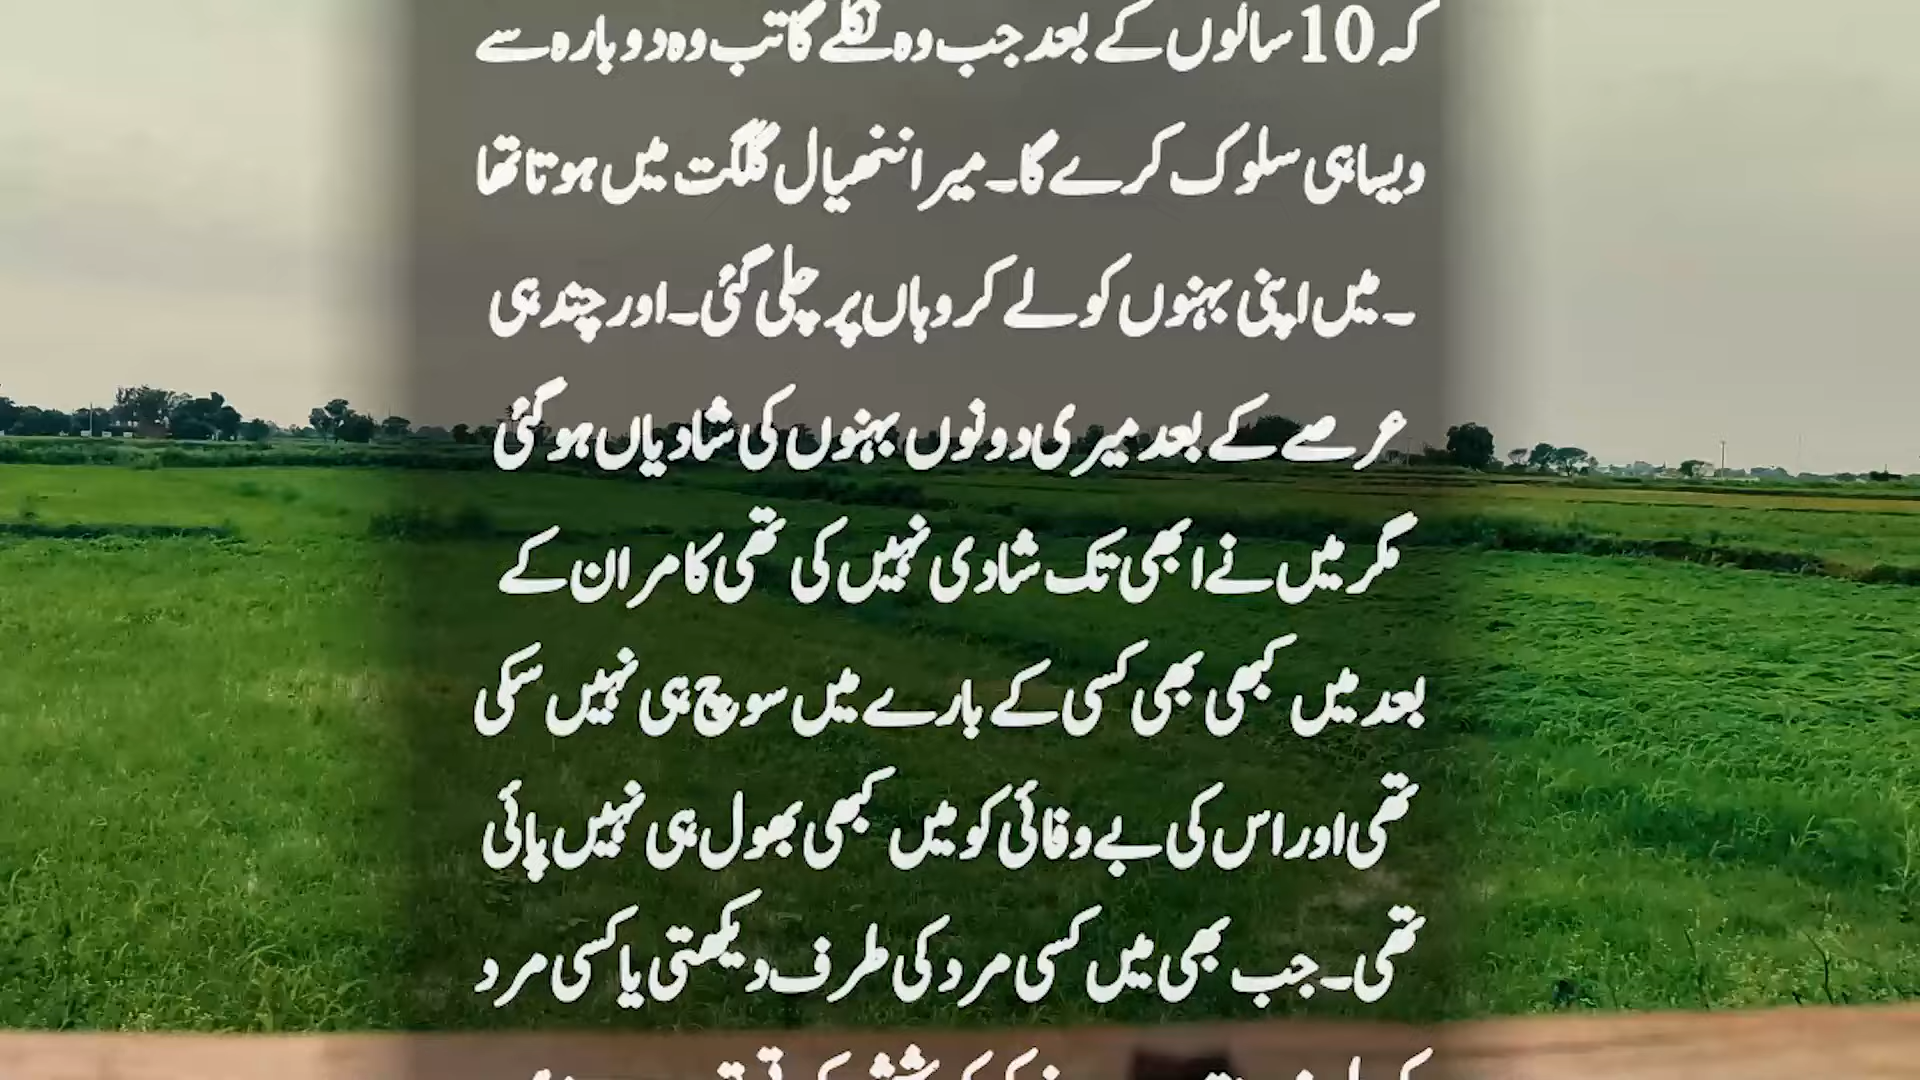 کہ 10 سالوں کے بعد جب وہ نکلے گا تب وہ دوبارہ سے
ویسا ہی سلوک کرے گا۔ میرا ننھیال گلگت میں ہوتا تھا
۔ میں اپنی بہنوں کو لے کر وہاں پر چلی گئی۔ اور چند ہی
عرصے کے بعد میری دونوں بہنوں کی شادیاں ہو گئی
مگر میں نے ابھی تک شادی نہیں کی تھی کامران کے
بعد میں کبھی بھی کسی کے بارے میں سوچ ہی نہیں سکی
تھی اور اس کی بے وفائی کو میں کبھی بھول ہی نہیں پائی
تھی۔ جب بھی میں کسی مرد کی طرف دیکھتی یا کسی مرد